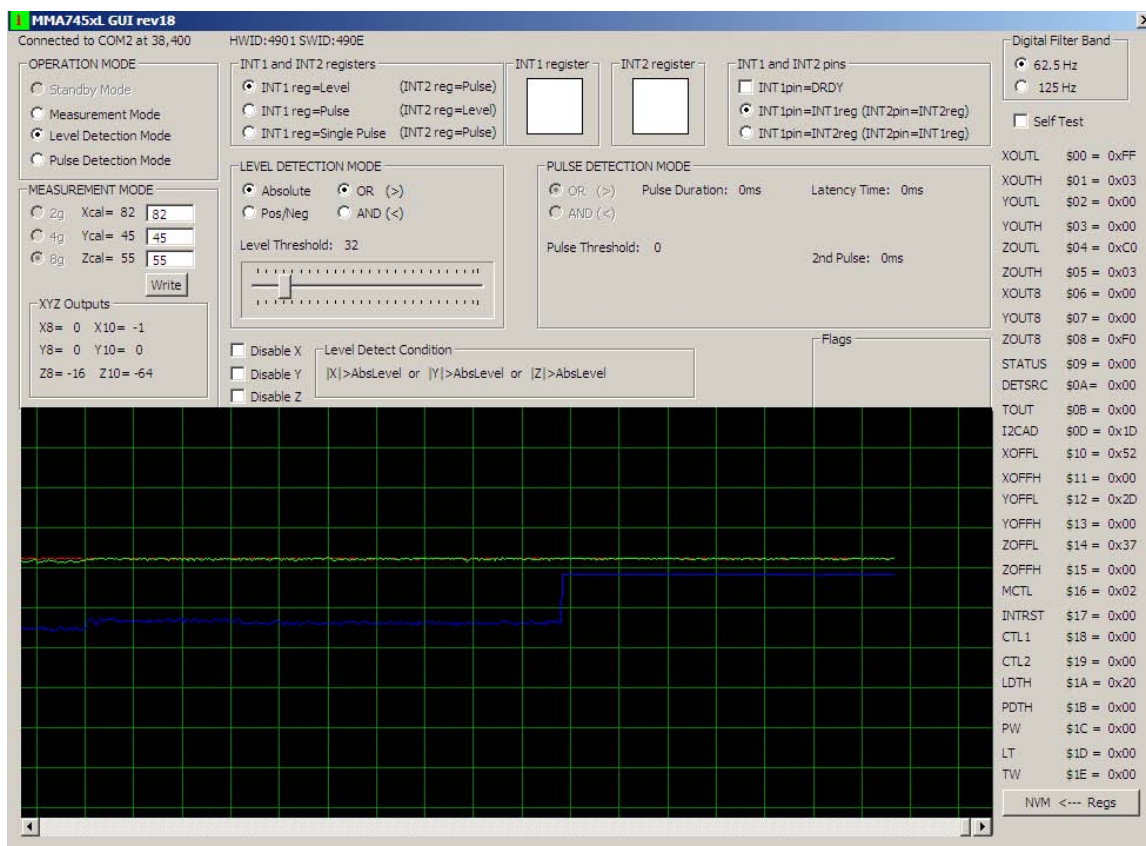 MMA745xL GUI rev18
Connected to COM2 at 38,400 HWID:4901 SWID:490E
OPERATION MODE
Standby Mode
Measurement Mode
Level Detection Mode
Pulse Detection Mode
INT1 and INT2 registers
INT1 reg=Level (INT2 reg=Pulse)
INT1 reg=Pulse (INT2 reg=Level)
INT1 reg=Single Pulse (INT2 reg=Pulse)
INT1 register
INT2 register
INT1 and INT2 pins
INT1pin=DRDY
INT1pin=INT1reg (INT2pin=INT2reg)
INT1pin=INT2reg (INT2pin=INT1reg)
Digital Filter Band
62.5 Hz
125 Hz
Self Test
MEASUREMENT MODE
2g Xcal= 82 82
4g Ycal= 45 45
8g Zcal= 55 55
Write
XYZ Outputs
X8= 0 X10= -1
Y8= 0 Y10= 0
Z8= -16 Z10= -64
LEVEL DETECTION MODE
Absolute OR (>)
Pos/Neg AND (<)
Level Threshold: 32
PULSE DETECTION MODE
OR (>) Pulse Duration: 0ms Latency Time: 0ms
AND (<)
Pulse Threshold: 0
2nd Pulse: 0ms
Disable X
Disable Y
Disable Z
Level Detect Condition
|X|>AbsLevel or |Y|>AbsLevel or |Z|>AbsLevel
Flags
XOUTL $00 = 0xFF
XOUTH $01 = 0x03
YOUTL $02 = 0x00
YOUTH $03 = 0x00
ZOUTL $04 = 0xC0
ZOUTH $05 = 0x03
XOUT8 $06 = 0x00
YOUT8 $07 = 0x00
ZOUT8 $08 = 0xF0
STATUS $09 = 0x00
DETSRC $0A= 0x00
TOUT $0B = 0x00
I2CAD $0D = 0x1D
XOFFL $10 = 0x52
XOFFH $11 = 0x00
YOFFL $12 = 0x2D
YOFFH $13 = 0x00
ZOFFL $14 = 0x37
ZOFFH $15 = 0x00
MCTL $16 = 0x02
INTRST $17 = 0x00
CTL1 $18 = 0x00
CTL2 $19 = 0x00
LDTH $1A = 0x20
PDTH $1B = 0x00
PW $1C = 0x00
LT $1D = 0x00
TW $1E = 0x00
NVM <--- Regs